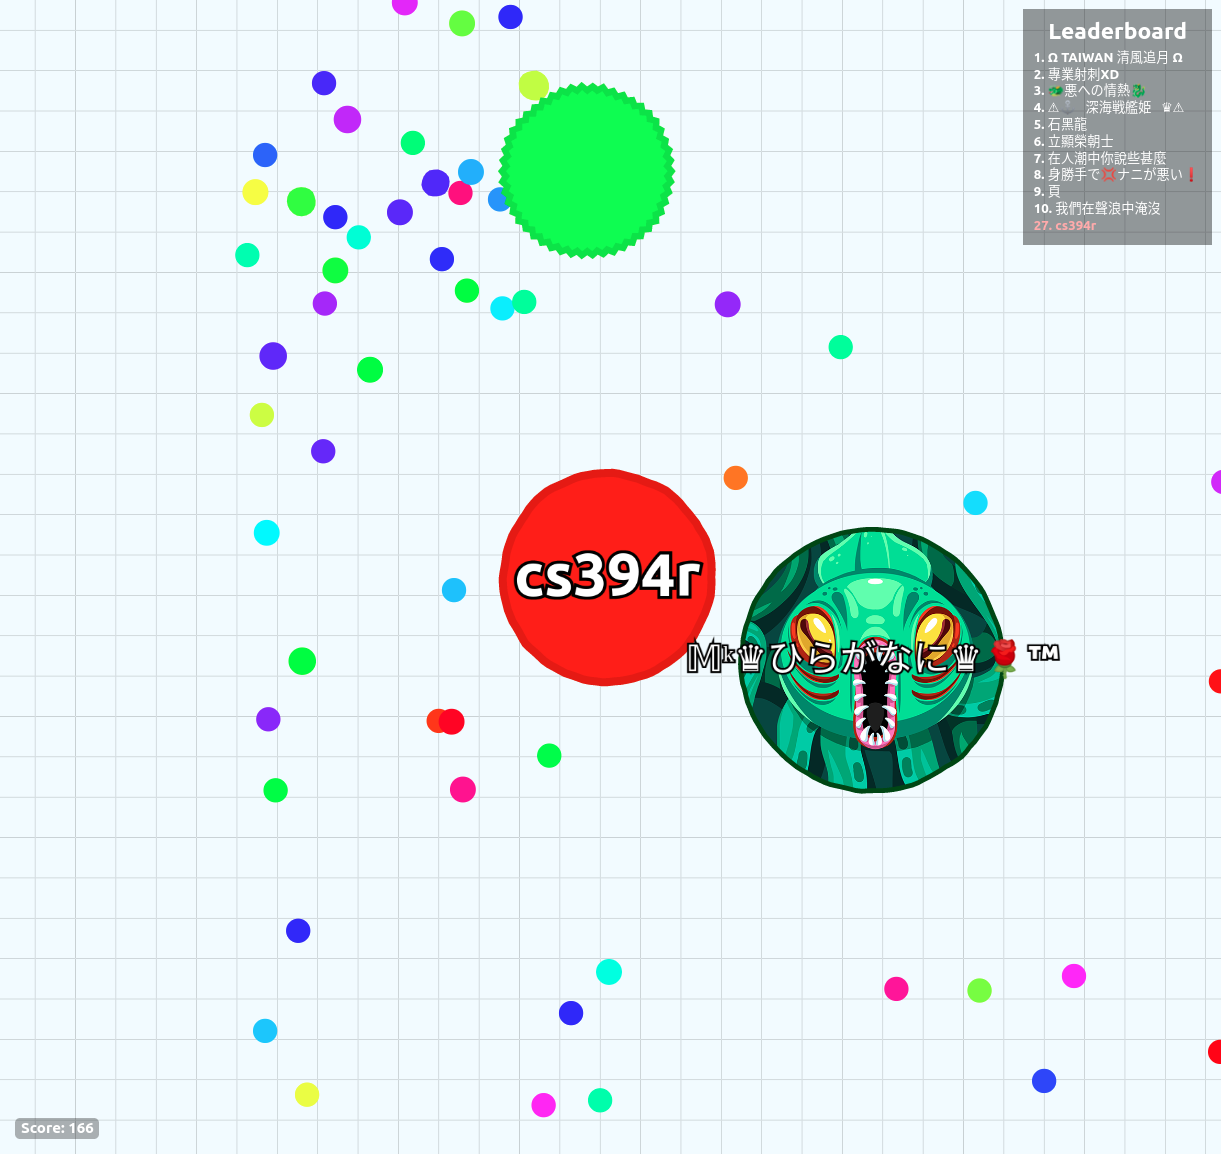 Leaderboard
1. Ω TAIWAN 清風追月 Ω
2. 專業射刺XD
3. 🐲悪への情熱🐉
4. ⚠⚓ 深海戦艦姫 ♛⚠
5. 石黑龍
6. 立顯榮朝士
7. 在人潮中你說些甚麼
8. 身勝手で💢ナニが悪い❗
9. 頁
10. 我們在聲浪中淹沒
27. cs394r
cs394r
𝕄ᵏ♛ひらがなに♛🌹™
Score: 166